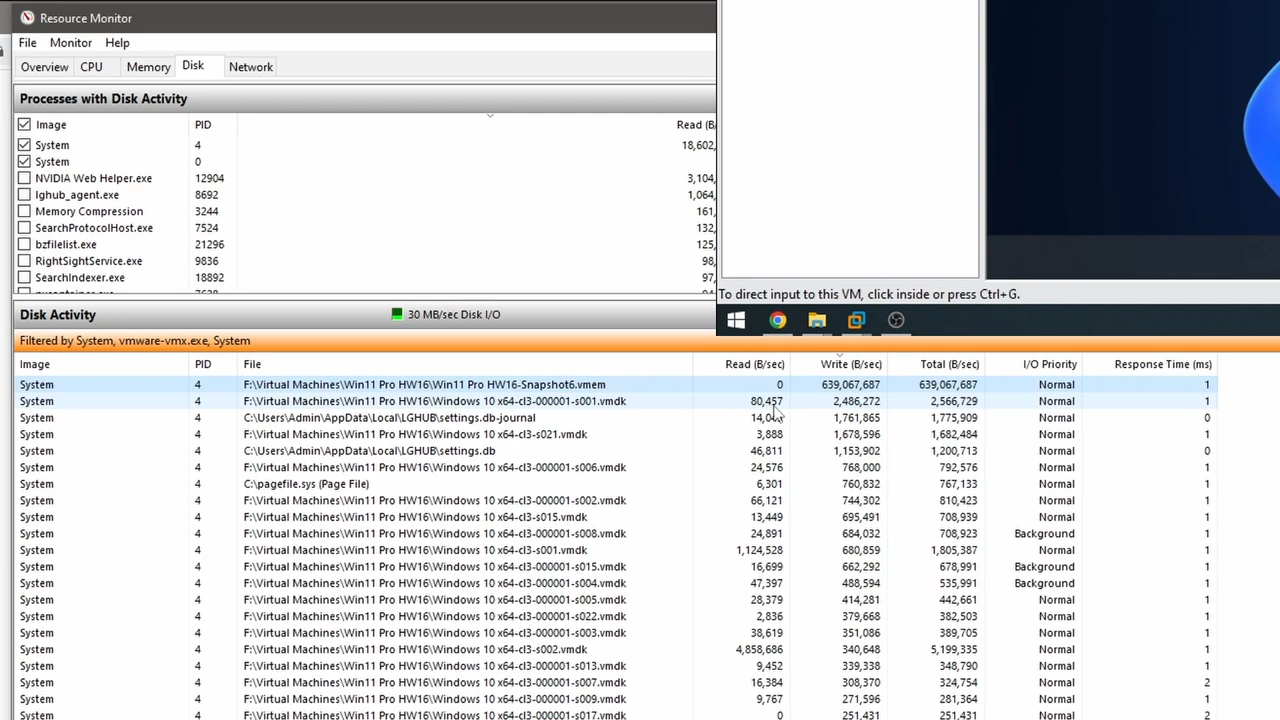 Resource Monitor
File Monitor Help
Overview CPU Memory Disk Network
Processes with Disk Activity
Image PID Read (B/
System 4 18,602,
System 0
NVIDIA Web Helper.exe 12904 3,104,
lghub_agent.exe 8692 1,064,
Memory Compression 3244 161,
SearchProtocolHost.exe 7524 132,
bzfilelist.exe 21296 125,
RightSightService.exe 9836 98,
SearchIndexer.exe 18892 97,
To direct input to this VM, click inside or press Ctrl+G.
Disk Activity 30 MB/sec Disk I/O
Filtered by System, vmware-vmx.exe, System
Image PID File Read (B/sec) Write (B/sec) Total (B/sec) I/O Priority Response Time (ms)
System 4 F:\Virtual Machines\Win11 Pro HW16\Win11 Pro HW16-Snapshot6.vmem 0 639,067,687 639,067,687 Normal 1
System 4 F:\Virtual Machines\Win11 Pro HW16\Windows 10 x64-cl3-000001-s001.vmdk 80,457 2,486,272 2,566,729 Normal 1
System 4 C:\Users\Admin\AppData\Local\LGHUB\settings.db-journal 1,761,865 1,775,909 Normal 0
System 4 F:\Virtual Machines\Win11 Pro HW16\Windows 10 x64-cl3-s021.vmdk 3,888 1,678,596 1,682,484 Normal 1
System 4 C:\Users\Admin\AppData\Local\LGHUB\settings.db 46,811 1,153,902 1,200,713 Normal 0
System 4 F:\Virtual Machines\Win11 Pro HW16\Windows 10 x64-cl3-000001-s006.vmdk 24,576 768,000 792,576 Normal 1
System 4 C:\pagefile.sys (Page File) 6,301 760,832 767,133 Normal 1
System 4 F:\Virtual Machines\Win11 Pro HW16\Windows 10 x64-cl3-000001-s002.vmdk 66,121 744,302 810,423 Normal 1
System 4 F:\Virtual Machines\Win11 Pro HW16\Windows 10 x64-cl3-s015.vmdk 13,449 695,491 708,939 Normal 1
System 4 F:\Virtual Machines\Win11 Pro HW16\Windows 10 x64-cl3-000001-s008.vmdk 24,891 684,032 708,923 Background 1
System 4 F:\Virtual Machines\Win11 Pro HW16\Windows 10 x64-cl3-s001.vmdk 1,124,528 680,859 1,805,387 Normal 1
System 4 F:\Virtual Machines\Win11 Pro HW16\Windows 10 x64-cl3-000001-s015.vmdk 16,699 662,292 678,991 Background 1
System 4 F:\Virtual Machines\Win11 Pro HW16\Windows 10 x64-cl3-000001-s004.vmdk 47,397 488,594 535,991 Background 1
System 4 F:\Virtual Machines\Win11 Pro HW16\Windows 10 x64-cl3-000001-s005.vmdk 28,379 414,281 442,661 Normal 1
System 4 F:\Virtual Machines\Win11 Pro HW16\Windows 10 x64-cl3-000001-s022.vmdk 2,836 379,668 382,503 Normal 1
System 4 F:\Virtual Machines\Win11 Pro HW16\Windows 10 x64-cl3-000001-s003.vmdk 38,619 351,086 389,705 Normal 1
System 4 F:\Virtual Machines\Win11 Pro HW16\Windows 10 x64-cl3-s002.vmdk 4,858,686 340,648 5,199,335 Normal 1
System 4 F:\Virtual Machines\Win11 Pro HW16\Windows 10 x64-cl3-000001-s013.vmdk 9,452 339,338 348,790 Normal 1
System 4 F:\Virtual Machines\Win11 Pro HW16\Windows 10 x64-cl3-000001-s007.vmdk 16,384 308,370 324,754 Normal 2
System 4 F:\Virtual Machines\Win11 Pro HW16\Windows 10 x64-cl3-000001-s009.vmdk 9,767 271,596 281,364 Normal 1
System 4 F:\Virtual Machines\Win11 Pro HW16\Windows 10 x64-cl3-000001-s017.vmdk 0 251,431 251,431 Normal 2